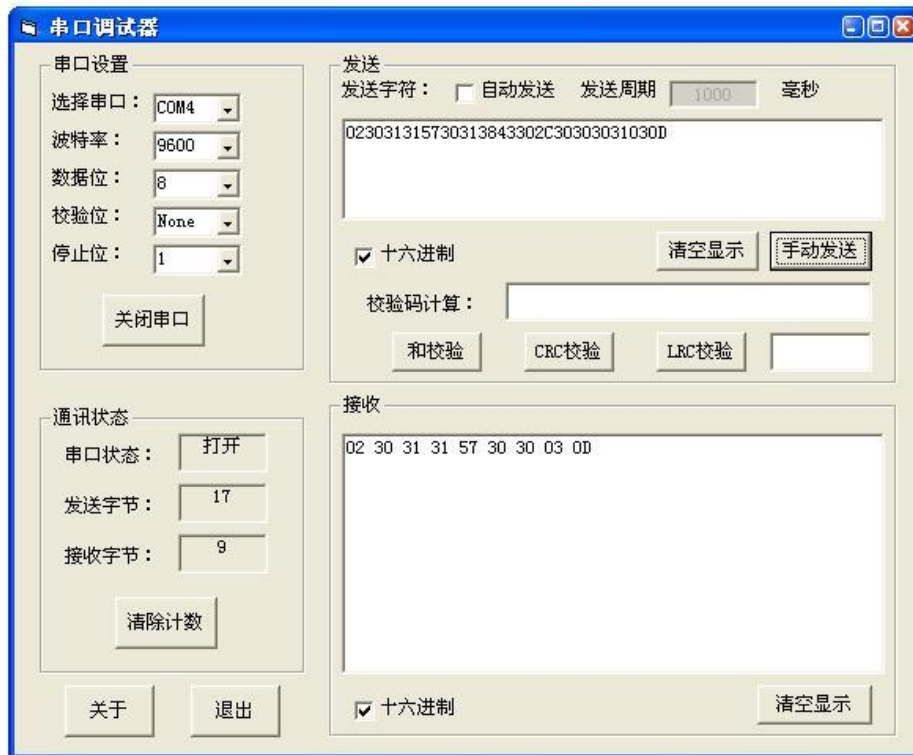 串口调试器
串口设置
选择串口： COM4
波特率： 9600
数据位： 8
校验位： None
停止位： 1
关闭串口
发送
发送字符： 自动发送 发送周期 1000 毫秒
023031315730313843302C30303031030D
十六进制 清空显示 手动发送
校验码计算：
和校验 CRC校验 LRC校验
通讯状态
串口状态： 打开
发送字节： 17
接收字节： 9
清除计数
关于 退出
接收
02 30 31 31 57 30 30 03 0D
十六进制 清空显示